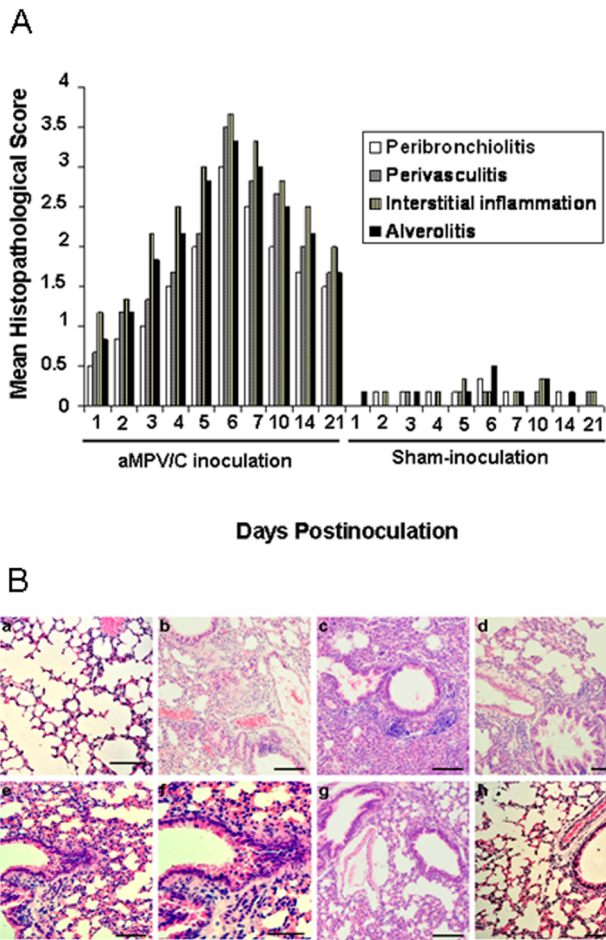 A
Mean Histopathological Score
4
3.5
3
2.5
2
1.5
1
0.5
0
Peribronchiolitis
Perivasculitis
Interstitial inflammation
Alverolitis
1 2 3 4 5 6 7 10 14 21 1 2 3 4 5 6 7 10 14 21
aMPV/C inoculation Sham-inoculation
Days Postinoculation
B
a b c d
e f g h